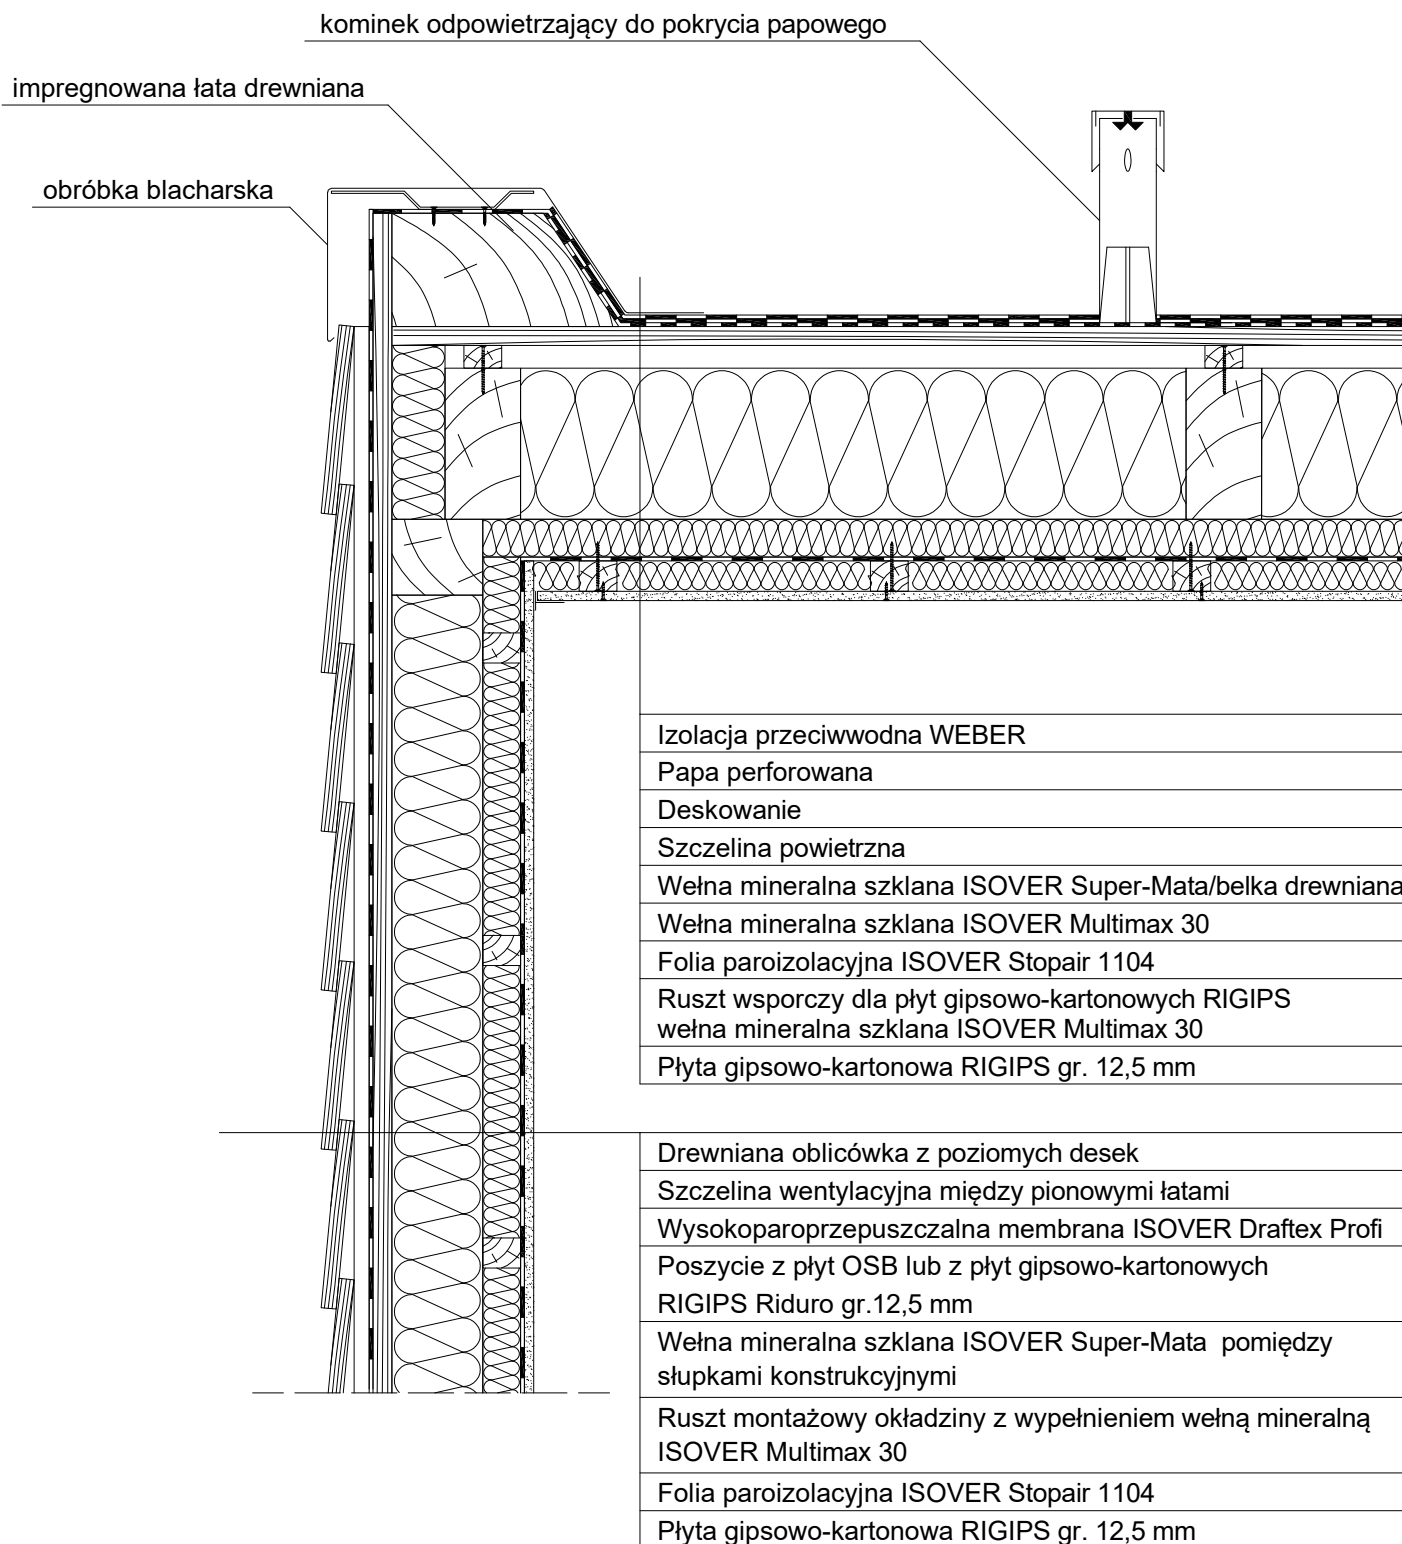 kominek odpowietrzający do pokrycia papowego
impregnowana łata drewniana
obróbka blacharska
Izolacja przeciwwodna WEBER
Papa perforowana
Deskowanie
Szczelina powietrzna
Wełna mineralna szklana ISOVER Super-Mata/belka drewniana
Wełna mineralna szklana ISOVER Multimax 30
Folia paroizolacyjna ISOVER Stopair 1104
Ruszt wsporczy dla płyt gipsowo-kartonowych RIGIPS
wełna mineralna szklana ISOVER Multimax 30
Płyta gipsowo-kartonowa RIGIPS gr. 12,5 mm
Drewniana oblicówka z poziomych desek
Szczelina wentylacyjna między pionowymi łatami
Wysokoparoprzepuszczalna membrana ISOVER Draftex Profi
Poszycie z płyt OSB lub z płyt gipsowo-kartonowych
RIGIPS Riduro gr.12,5 mm
Wełna mineralna szklana ISOVER Super-Mata pomiędzy
słupkami konstrukcyjnymi
Ruszt montażowy okładziny z wypełnieniem wełną mineralną
ISOVER Multimax 30
Folia paroizolacyjna ISOVER Stopair 1104
Płyta gipsowo-kartonowa RIGIPS gr. 12,5 mm